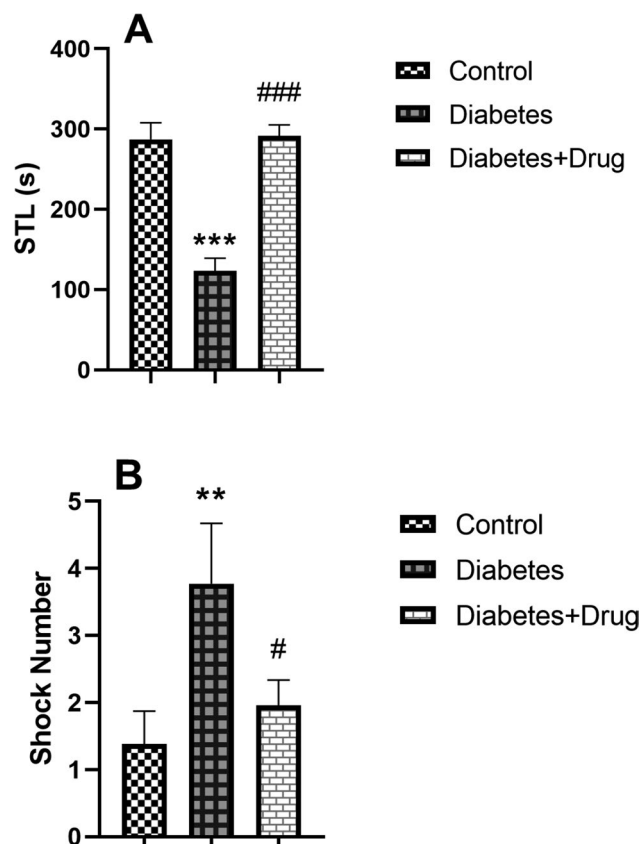 A
400
300
200
100
0
STL (s)
***
###
Control
Diabetes
Diabetes+Drug
B
5
4
3
2
1
0
Shock Number
**
#
Control
Diabetes
Diabetes+Drug